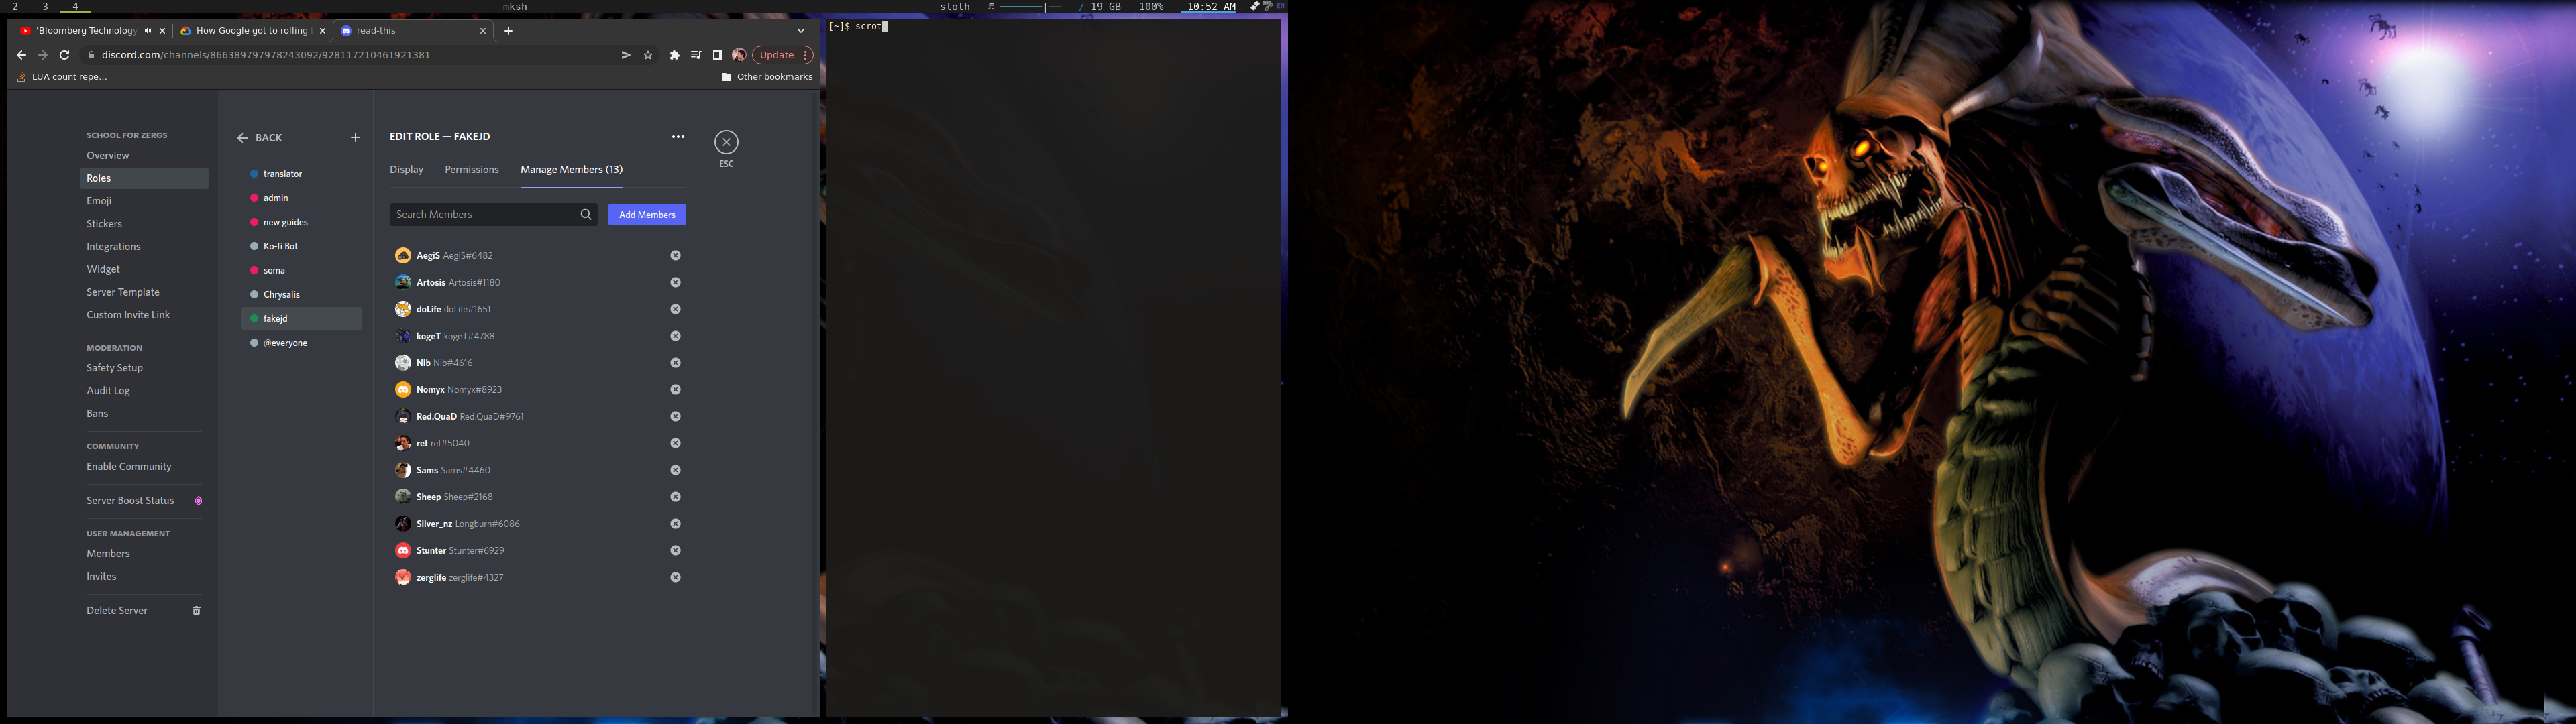 2 3 4 mksh sloth / 19 GB 100% 10:52 AM EN
'Bloomberg Technology
How Google got to rolling
read-this
discord.com/channels/866389797978243092/928117210461921381
Update
LUA count repe...
Other bookmarks
SCHOOL FOR ZERGS
Overview
Roles
Emoji
Stickers
Integrations
Widget
Server Template
Custom Invite Link
MODERATION
Safety Setup
Audit Log
Bans
COMMUNITY
Enable Community
Server Boost Status
USER MANAGEMENT
Members
Invites
Delete Server
BACK
translator
admin
new guides
Ko-fi Bot
soma
Chrysalis
fakejd
@everyone
EDIT ROLE — FAKEJD
ESC
Display Permissions Manage Members (13)
Search Members
Add Members
AegiS AegiS#6482
Artosis Artosis#1180
doLife doLife#1651
kogeT kogeT#4788
Nib Nib#4616
Nomyx Nomyx#8923
Red.QuaD Red.QuaD#9761
ret ret#5040
Sams Sams#4460
Sheep Sheep#2168
Silver_nz Longburn#6086
Stunter Stunter#6929
zerglife zerglife#4327
[~]$ scrot